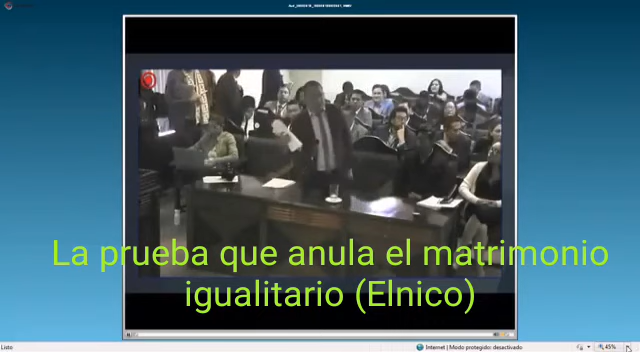 La prueba que anula el matrimonio
igualitario (Elnico)
Listo
Internet | Modo protegido: desactivado
45%